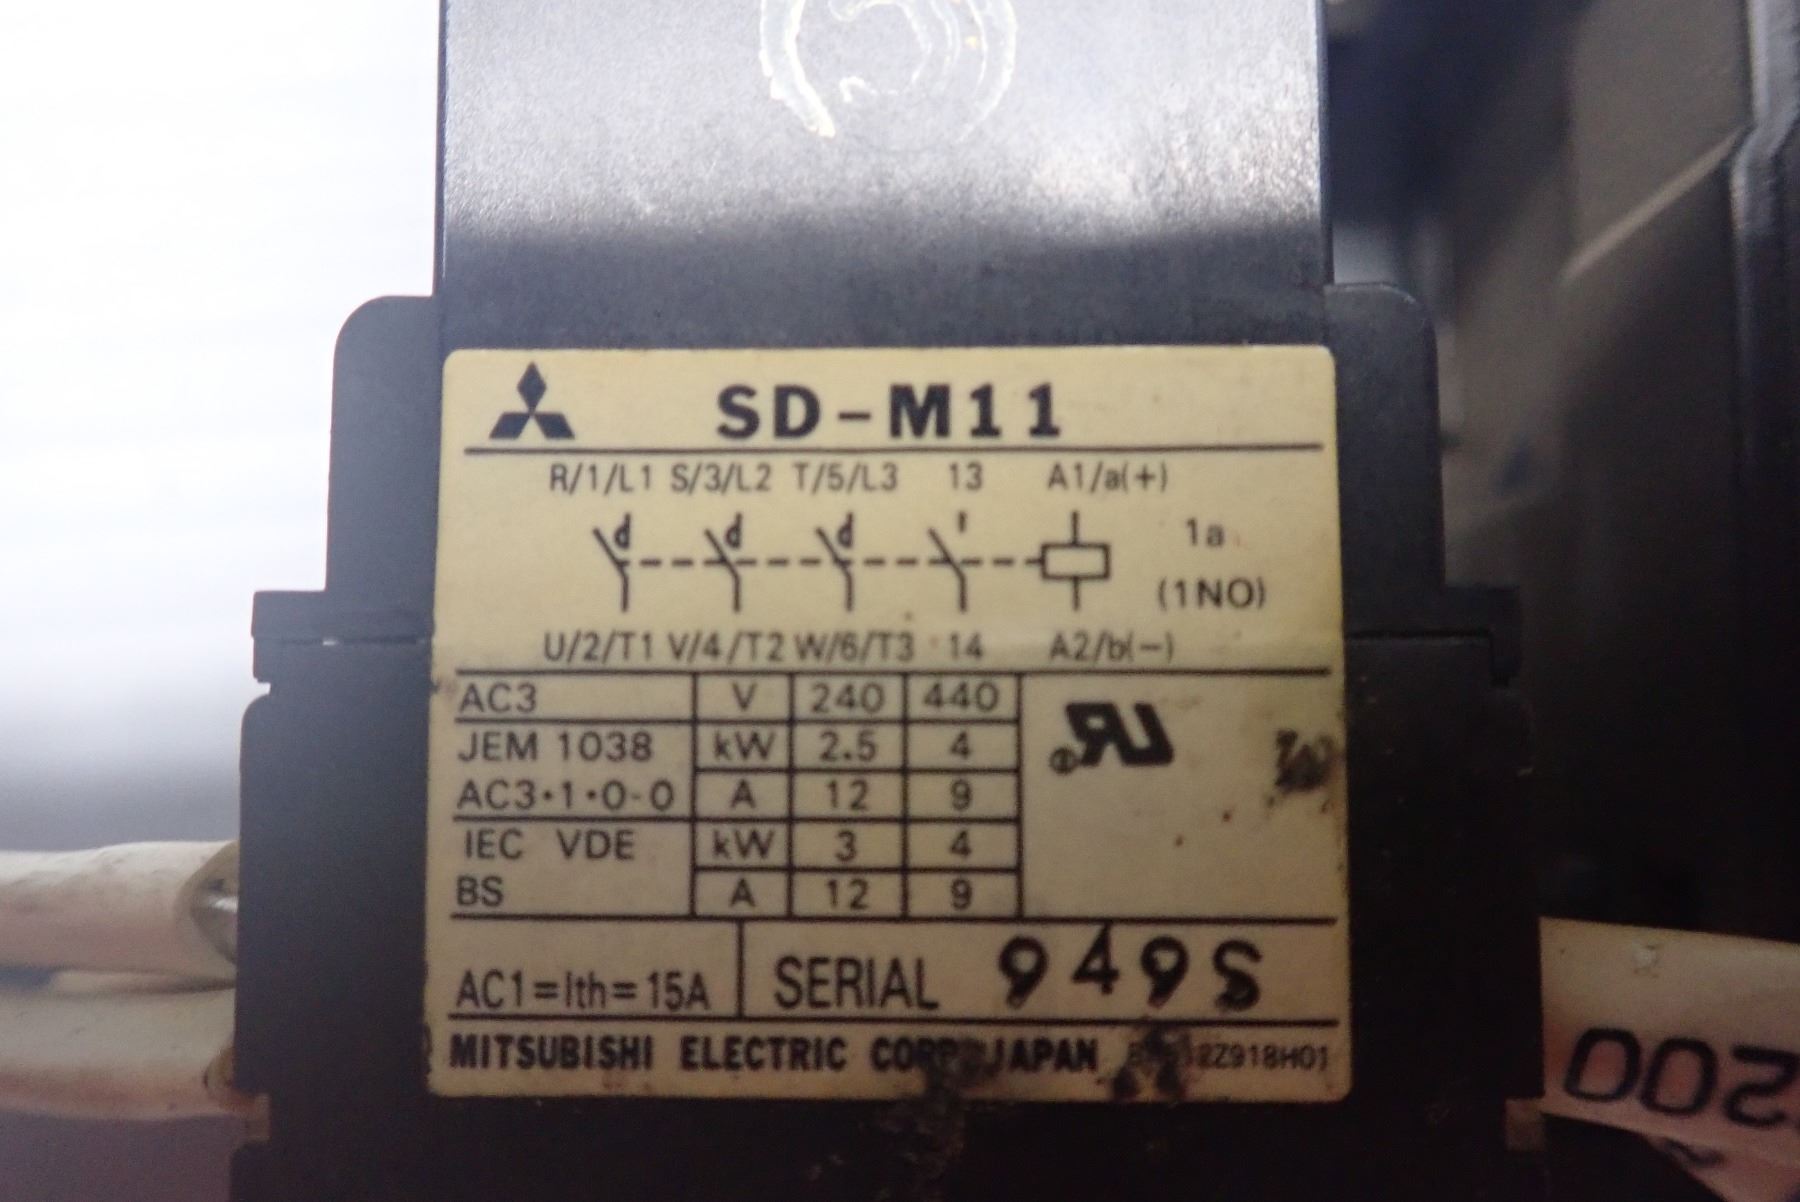 SD-M11
R/1/L1 S/3/L2 T/5/L3 13 A1/a(+)
1a
(1NO)
U/2/T1 V/4/T2 W/6/T3 14 A2/b(-)
AC3 V 240 440
JEM 1038 kW 2.5 4
AC3·1·0-0 A 12 9
IEC VDE kW 3 4
BS A 12 9
AC1=Ith=15A SERIAL 949S
MITSUBISHI ELECTRIC CORP JAPAN
200